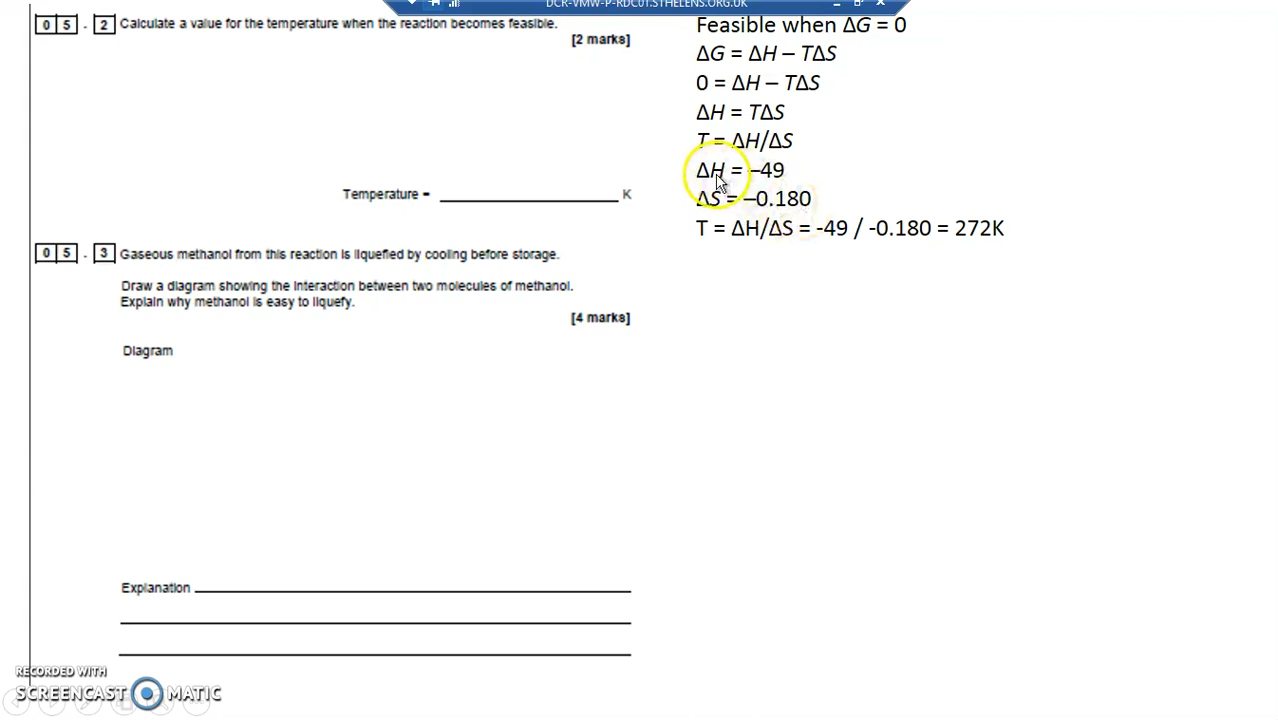 DCR-VMW-P-RDC01.STHELENS.ORG.UK
0 5 . 2 Calculate a value for the temperature when the reaction becomes feasible.
[2 marks]
Temperature = K
0 5 . 3 Gaseous methanol from this reaction is liquefied by cooling before storage.
Draw a diagram showing the interaction between two molecules of methanol.
Explain why methanol is easy to liquefy.
[4 marks]
Diagram
Explanation
Feasible when ΔG = 0
ΔG = ΔH – TΔS
0 = ΔH – TΔS
ΔH = TΔS
T = ΔH/ΔS
ΔH = –49
ΔS = –0.180
T = ΔH/ΔS = -49 / -0.180 = 272K
RECORDED WITH
SCREENCAST MATIC